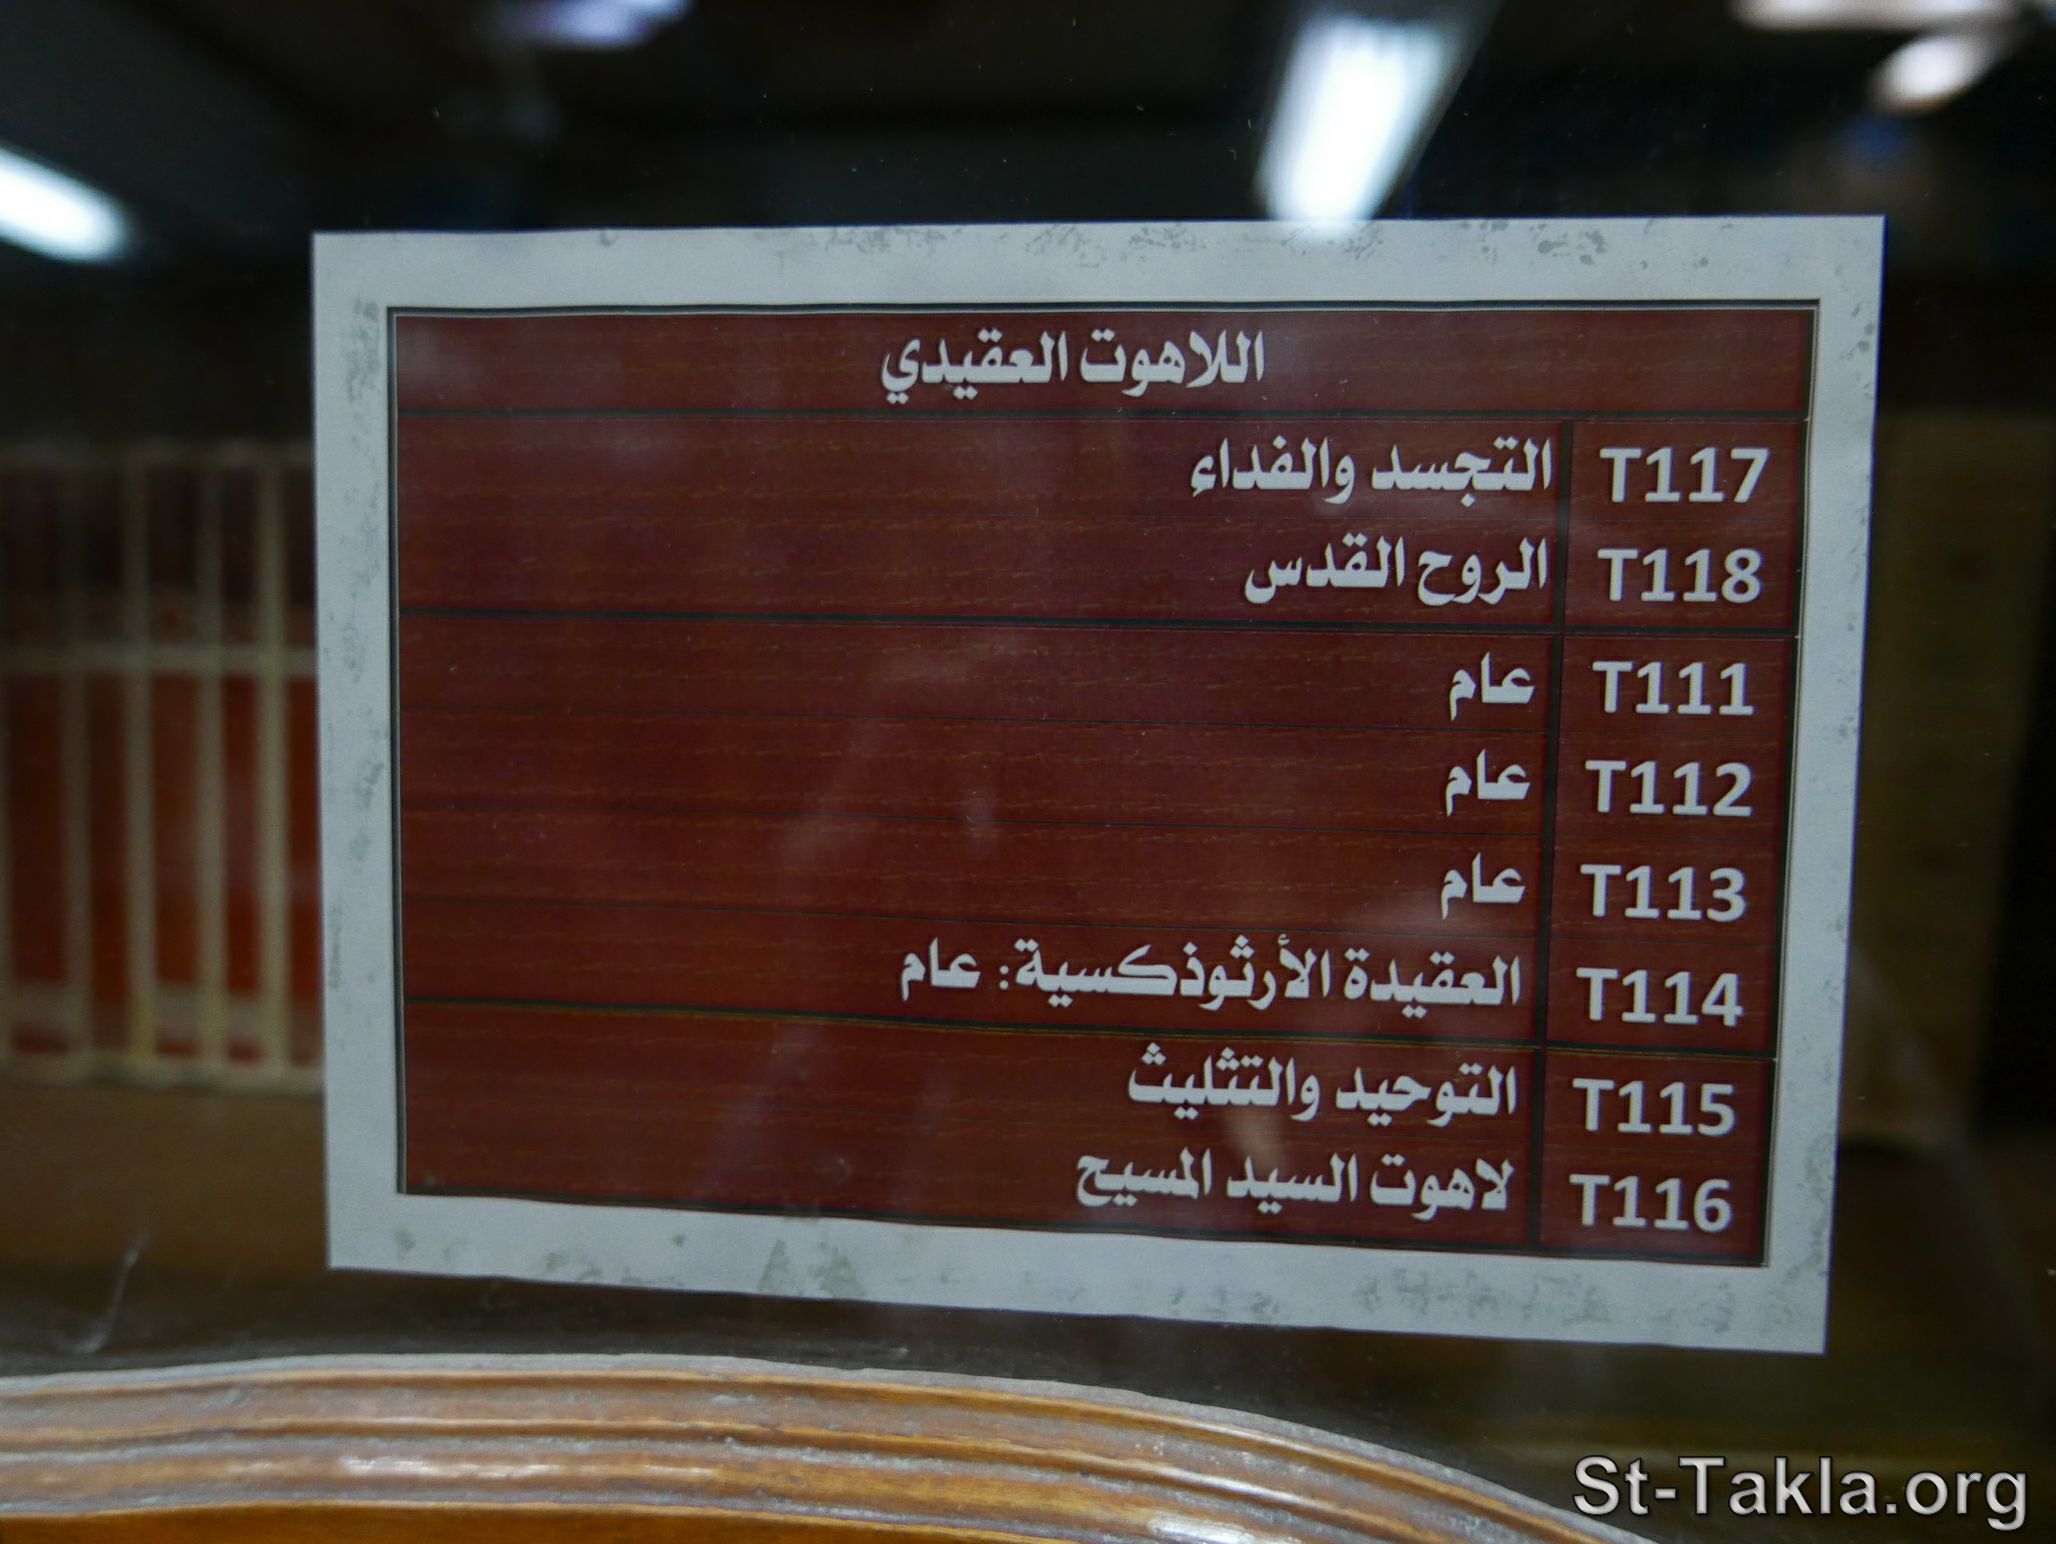 اللاهوت العقيدي
T117 التجسد والفداء
T118 الروح القدس
T111 عام
T112 عام
T113 عام
T114 العقيدة الأرثوذكسية: عام
T115 التوحيد والتثليث
T116 لاهوت السيد المسيح
St-Takla.org